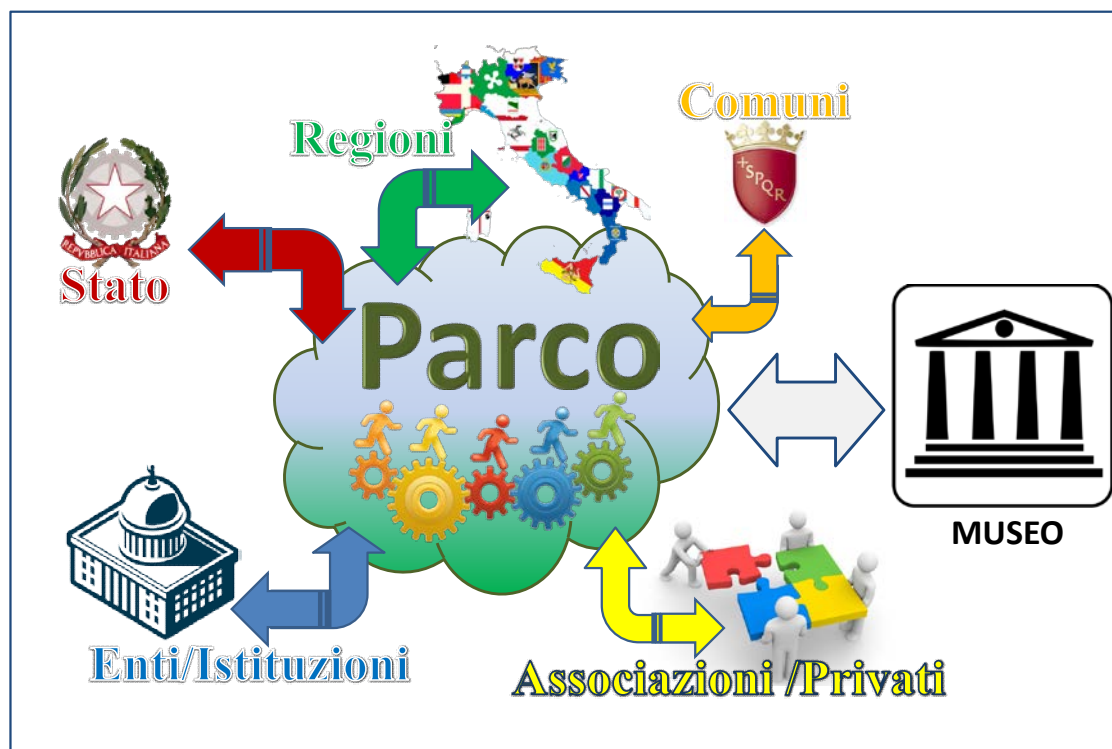 Comuni
Regioni
SPQR
REPVBBLICA ITALIANA
Stato
Parco
MUSEO
Enti/Istituzioni
Associazioni /Privati